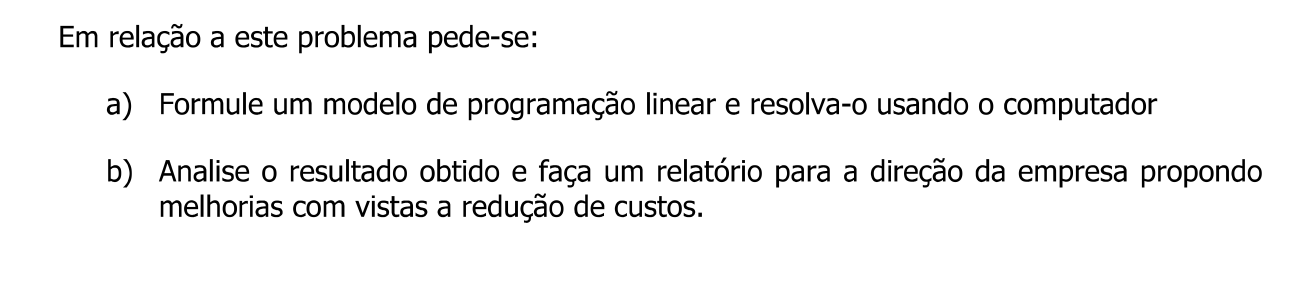 Em relação a este problema pede-se:
a) Formule um modelo de programação linear e resolva-o usando o computador
b) Analise o resultado obtido e faça um relatório para a direção da empresa propondo
melhorias com vistas a redução de custos.